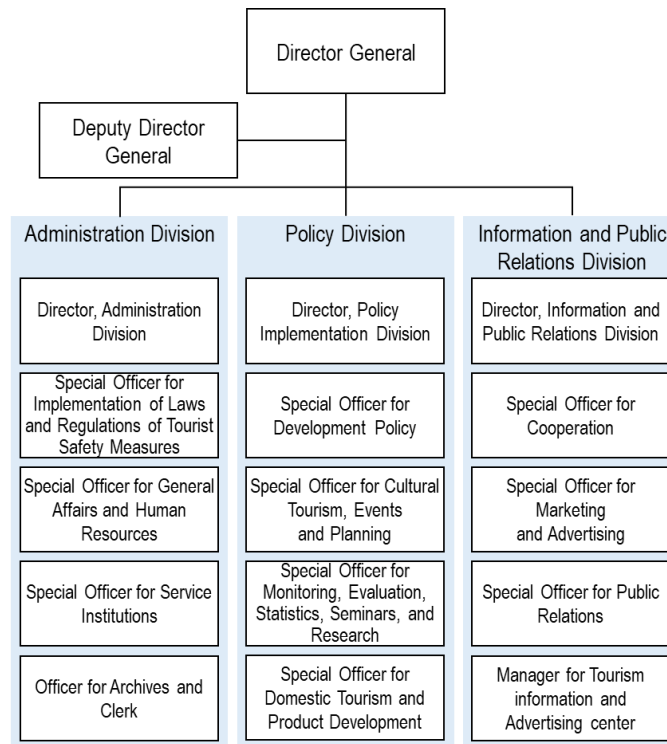 Director General
Deputy Director
General
Administration Division
Director, Administration
Division
Special Officer for
Implementation of Laws
and Regulations of Tourist
Safety Measures
Special Officer for General
Affairs and Human
Resources
Special Officer for Service
Institutions
Officer for Archives and
Clerk
Policy Division
Director, Policy
Implementation Division
Special Officer for
Development Policy
Special Officer for Cultural
Tourism, Events
and Planning
Special Officer for
Monitoring, Evaluation,
Statistics, Seminars, and
Research
Special Officer for
Domestic Tourism and
Product Development
Information and Public
Relations Division
Director, Information and
Public Relations Division
Special Officer for
Cooperation
Special Officer for
Marketing
and Advertising
Special Officer for Public
Relations
Manager for Tourism
information and
Advertising center